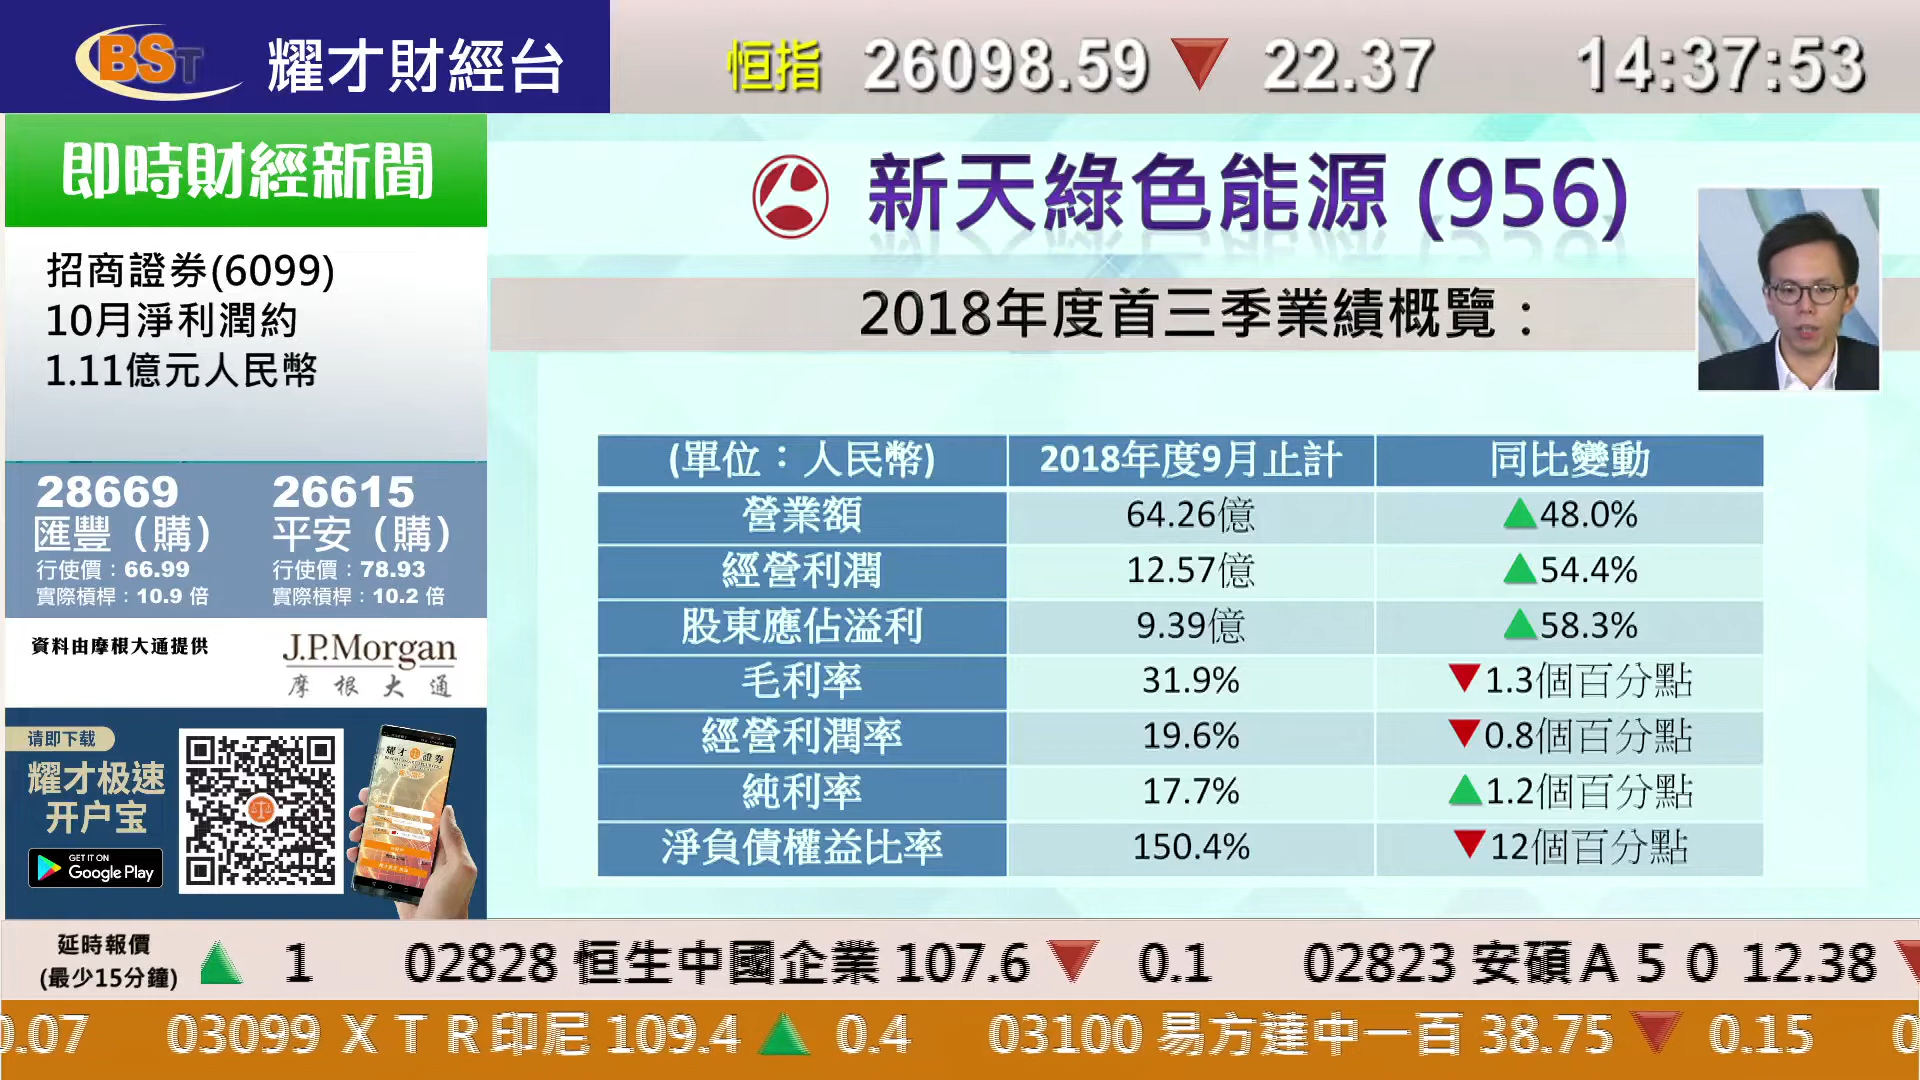 BST 耀才財經台
恒指 26098.59 ▼ 22.37 14:37:53
即時財經新聞
招商證券(6099)
10月淨利潤約
1.11億元人民幣
28669
匯豐（購）
行使價：66.99
實際槓桿：10.9 倍
26615
平安（購）
行使價：78.93
實際槓桿：10.2 倍
資料由摩根大通提供
J.P.Morgan
摩根大通
请即下载
耀才极速
开户宝
GET IT ON
Google Play
耀才證券
新天綠色能源 (956)
2018年度首三季業績概覽：
(單位：人民幣) 2018年度9月止計 同比變動
營業額 64.26億 ▲48.0%
經營利潤 12.57億 ▲54.4%
股東應佔溢利 9.39億 ▲58.3%
毛利率 31.9% ▼1.3個百分點
經營利潤率 19.6% ▼0.8個百分點
純利率 17.7% ▲1.2個百分點
淨負債權益比率 150.4% ▼12個百分點
延時報價
(最少15分鐘)
▲ 1 02828 恒生中國企業 107.6 ▼ 0.1 02823 安碩A50 12.38 ▼
0.07 03099 XTR印尼 109.4 ▲ 0.4 03100 易方達中一百 38.75 ▼ 0.15 0